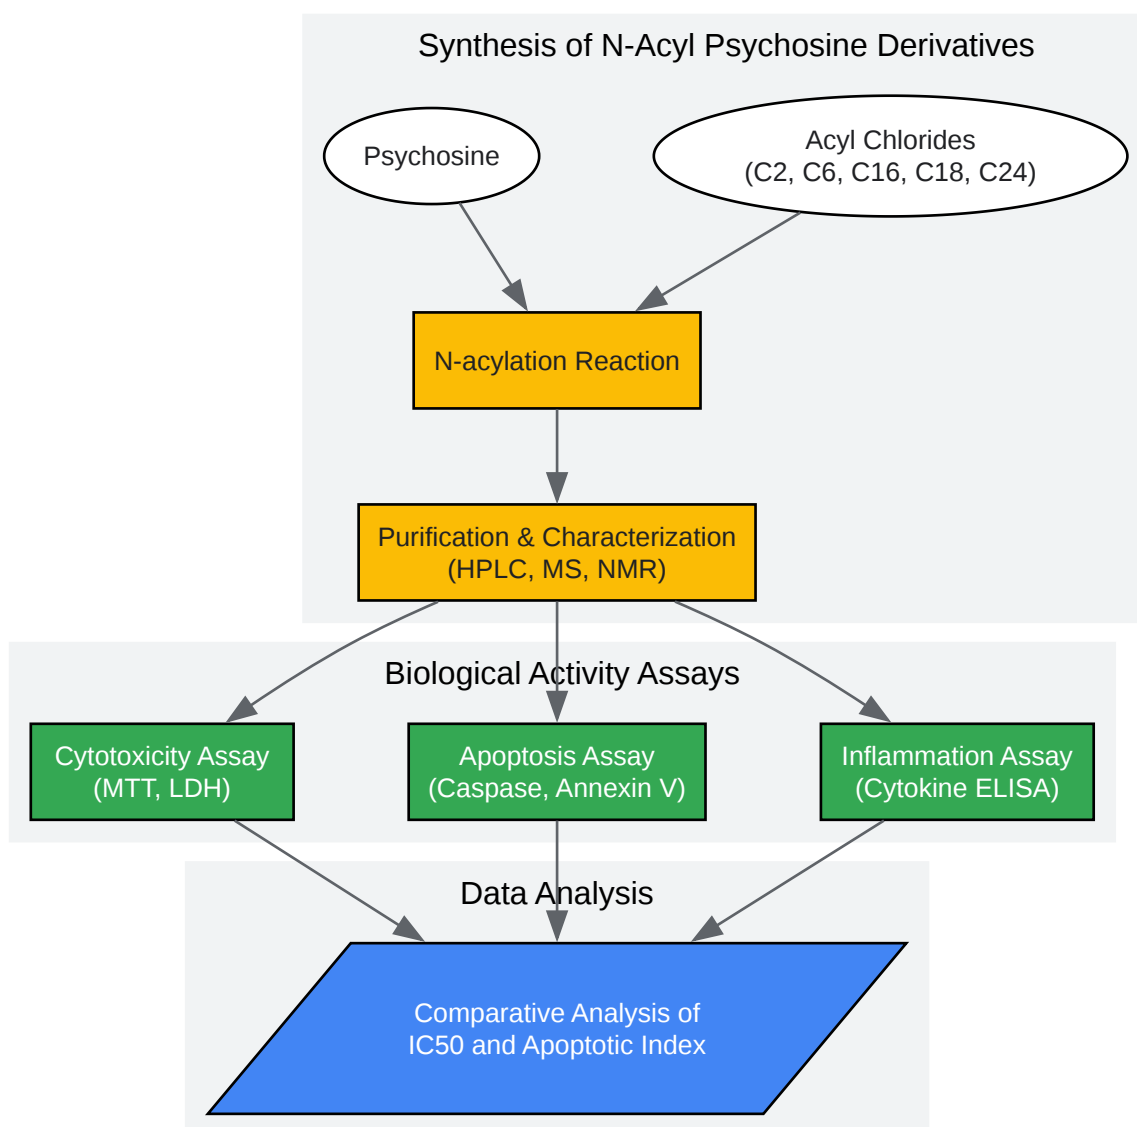 Synthesis of N-Acyl Psychosine Derivatives
Psychosine
Acyl Chlorides
(C2, C6, C16, C18, C24)
N-acylation Reaction
Purification & Characterization
(HPLC, MS, NMR)
Biological Activity Assays
Cytotoxicity Assay
(MTT, LDH)
Apoptosis Assay
(Caspase, Annexin V)
Inflammation Assay
(Cytokine ELISA)
Data Analysis
Comparative Analysis of
IC50 and Apoptotic Index